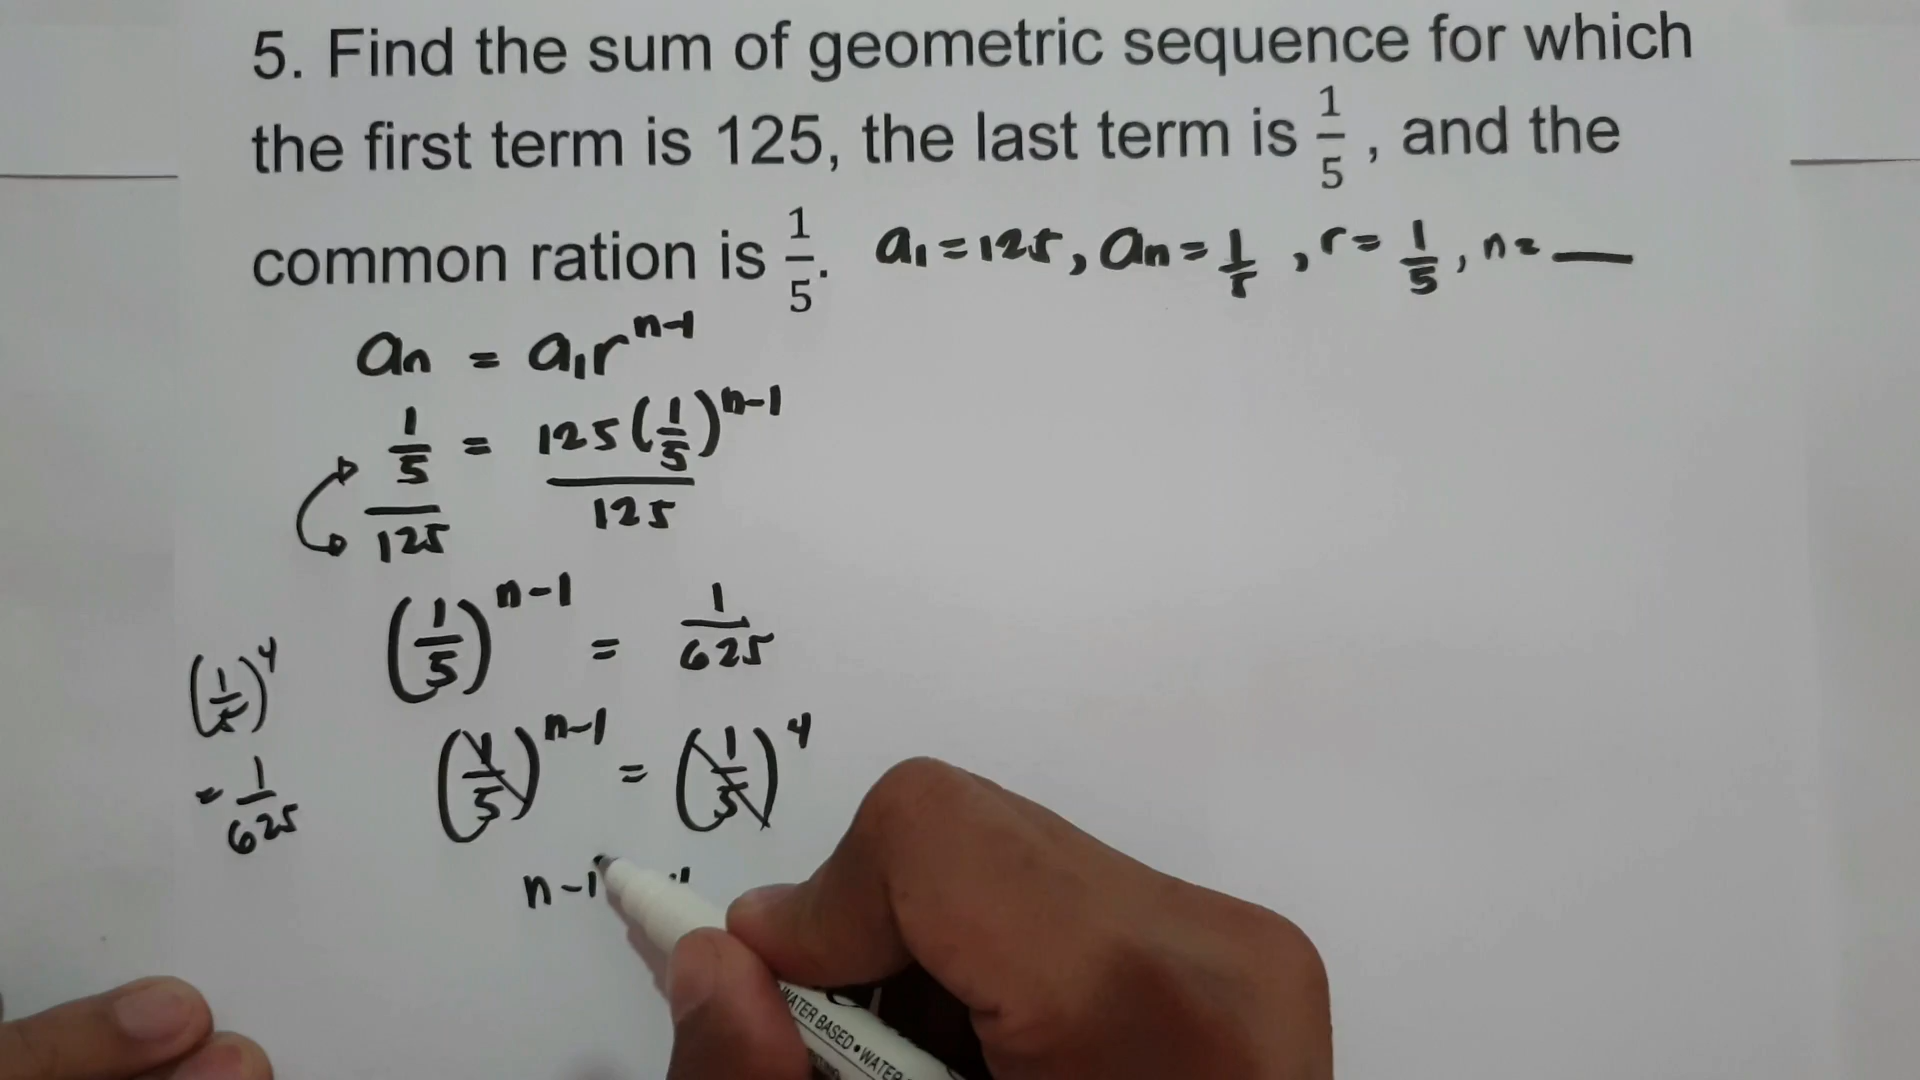 5. Find the sum of geometric sequence for which
the first term is 125, the last term is 1/5, and the
common ration is 1/5. a₁=125, an=1/5, r=1/5, n=__
an = a₁r^(n-1)
1/5 = 125(1/5)^(n-1)
125 125
(1/5)^(n-1) = 1/625
(1/5)^4
= 1/625
(1/5)^(n-1) = (1/5)^4
n-1
WATER BASED • WATER